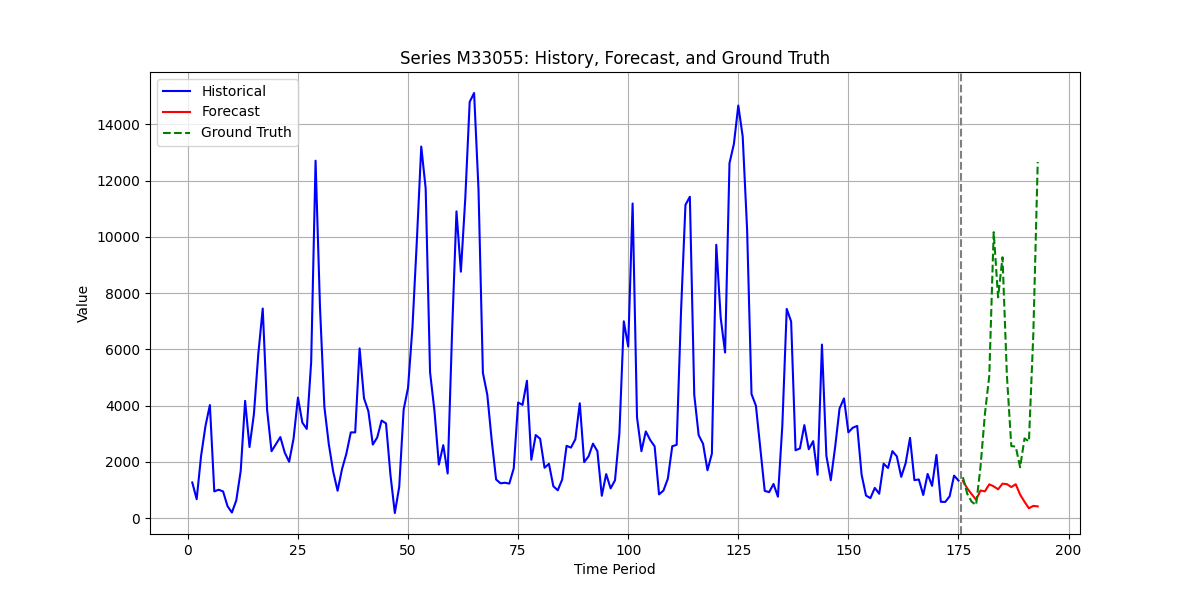 Series M33055: History, Forecast, and Ground Truth
Historical
Forecast
Ground Truth
14000
12000
10000
8000
6000
4000
2000
0
Value
0 25 50 75 100 125 150 175 200
Time Period